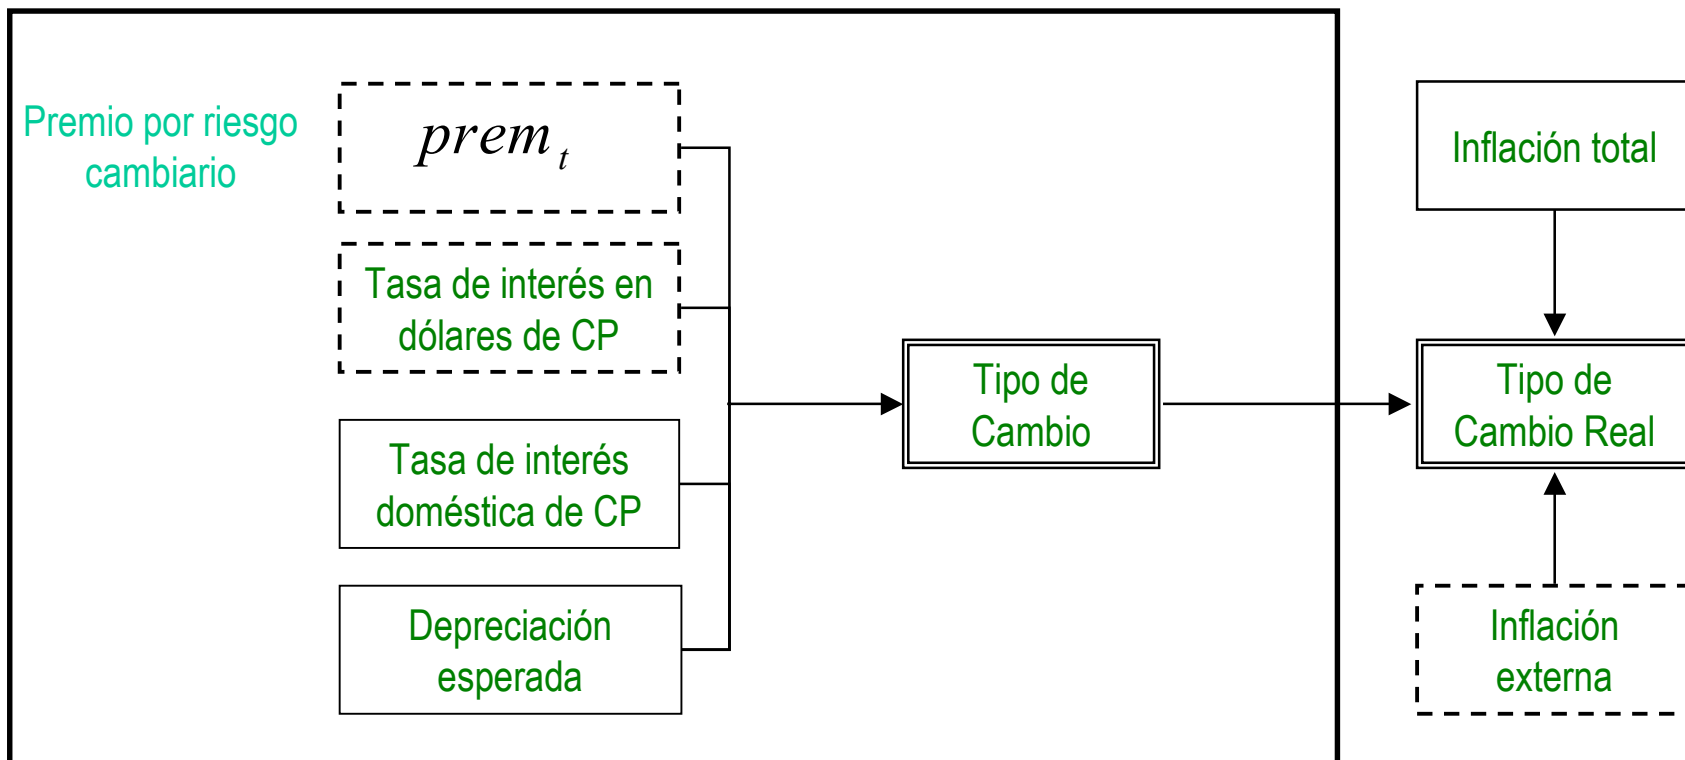 Premio por riesgo
cambiario
prem t
Tasa de interés en
dólares de CP
Tasa de interés
doméstica de CP
Depreciación
esperada
Tipo de
Cambio
Inflación total
Tipo de
Cambio Real
Inflación
externa